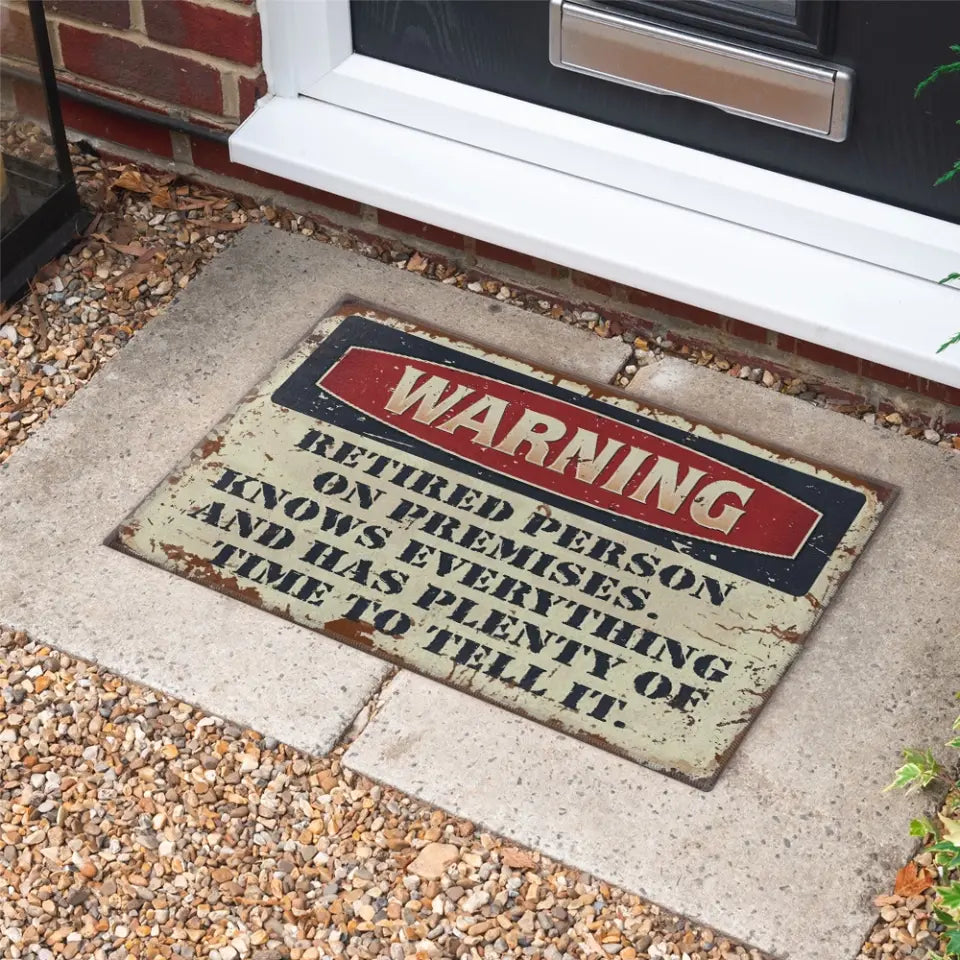 WARNING
RETIRED PERSON
ON PREMISES.
KNOWS EVERYTHING
AND HAS PLENTY OF
TIME TO TELL IT.